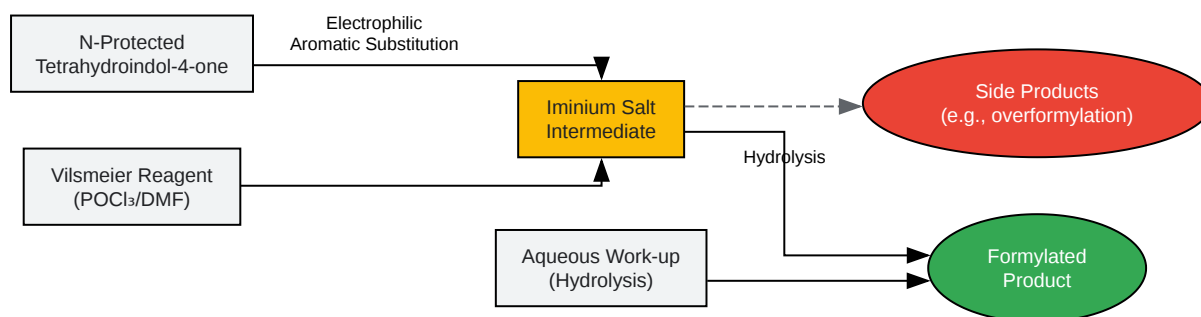 N-Protected
Tetrahydroindol-4-one
Electrophilic
Aromatic Substitution
Iminium Salt
Intermediate
Side Products
(e.g., overformylation)
Vilsmeier Reagent
(POCl₃/DMF)
Hydrolysis
Aqueous Work-up
(Hydrolysis)
Formylated
Product